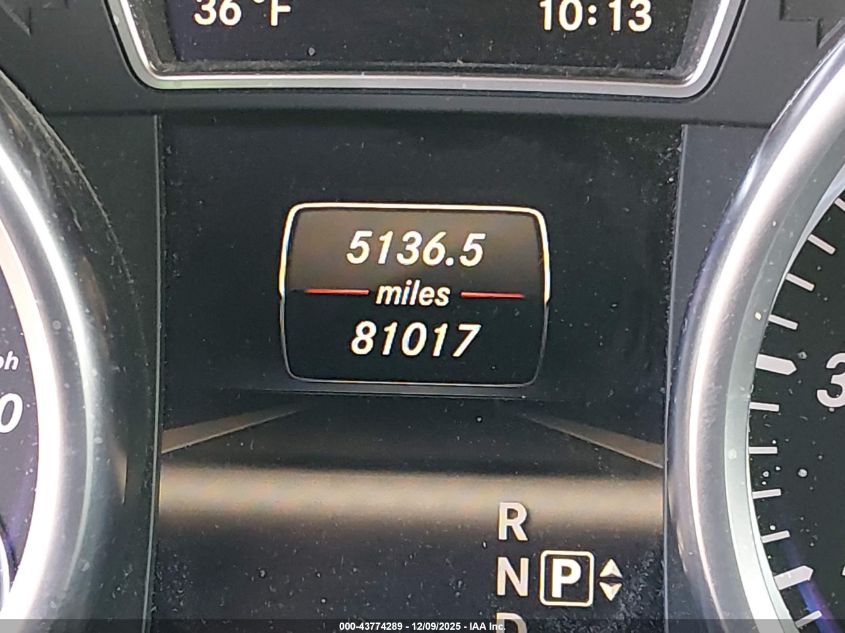 36 °F 10:13
5136.5
miles
81017
R
N P
D
000-43774289 - 12/09/2025 - IAA Inc.